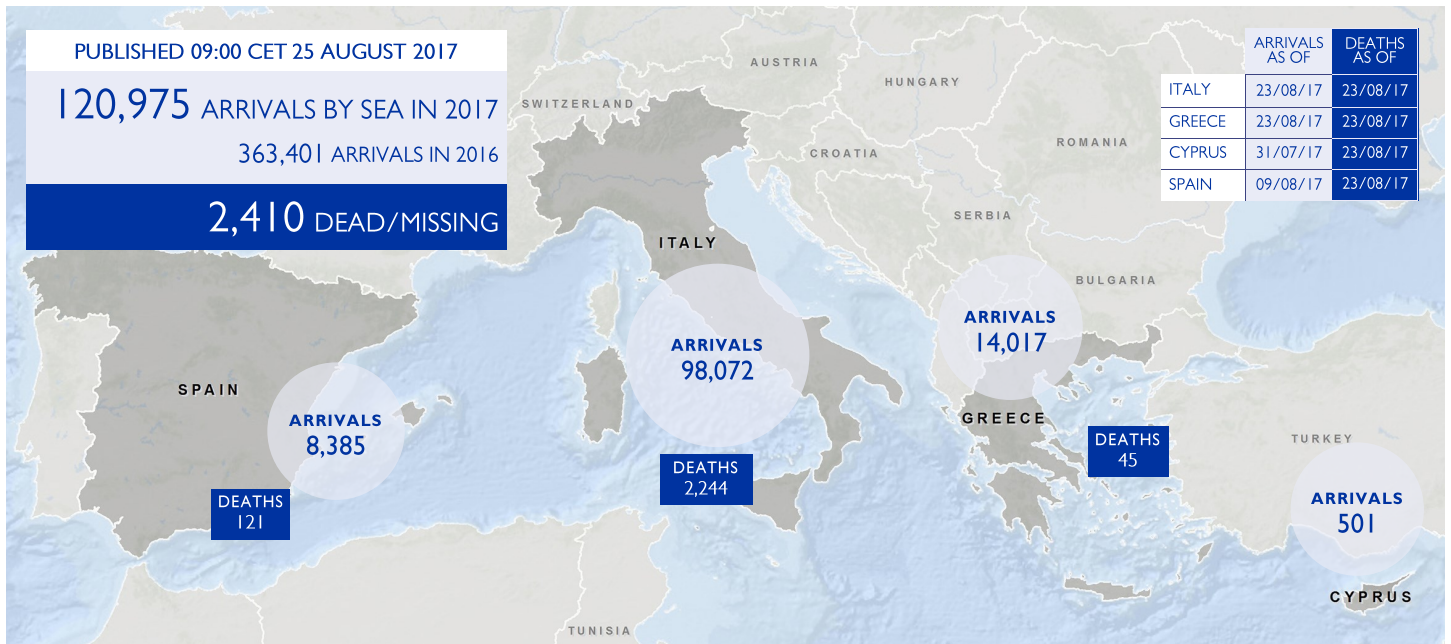 PUBLISHED 09:00 CET 25 AUGUST 2017
120,975 ARRIVALS BY SEA IN 2017
363,401 ARRIVALS IN 2016
2,410 DEAD/MISSING
ARRIVALS AS OF
DEATHS AS OF
ITALY 23/08/17 23/08/17
GREECE 23/08/17 23/08/17
CYPRUS 31/07/17 23/08/17
SPAIN 09/08/17 23/08/17
AUSTRIA
HUNGARY
SWITZERLAND
ROMANIA
CROATIA
SERBIA
ITALY
BULGARIA
ARRIVALS
98,072
ARRIVALS
14,017
SPAIN
ARRIVALS
8,385
GREECE
DEATHS
45
TURKEY
DEATHS
2,244
DEATHS
121
ARRIVALS
501
CYPRUS
TUNISIA